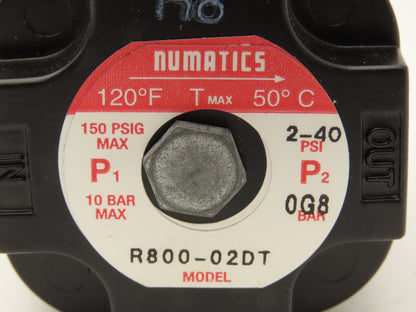 NUMATICS
120°F TMAX 50° C
150 PSIG
MAX
P1
10 BAR
MAX
2-40
PSI
P2
0G8
BAR
IN
OUT
R800-02DT
MODEL